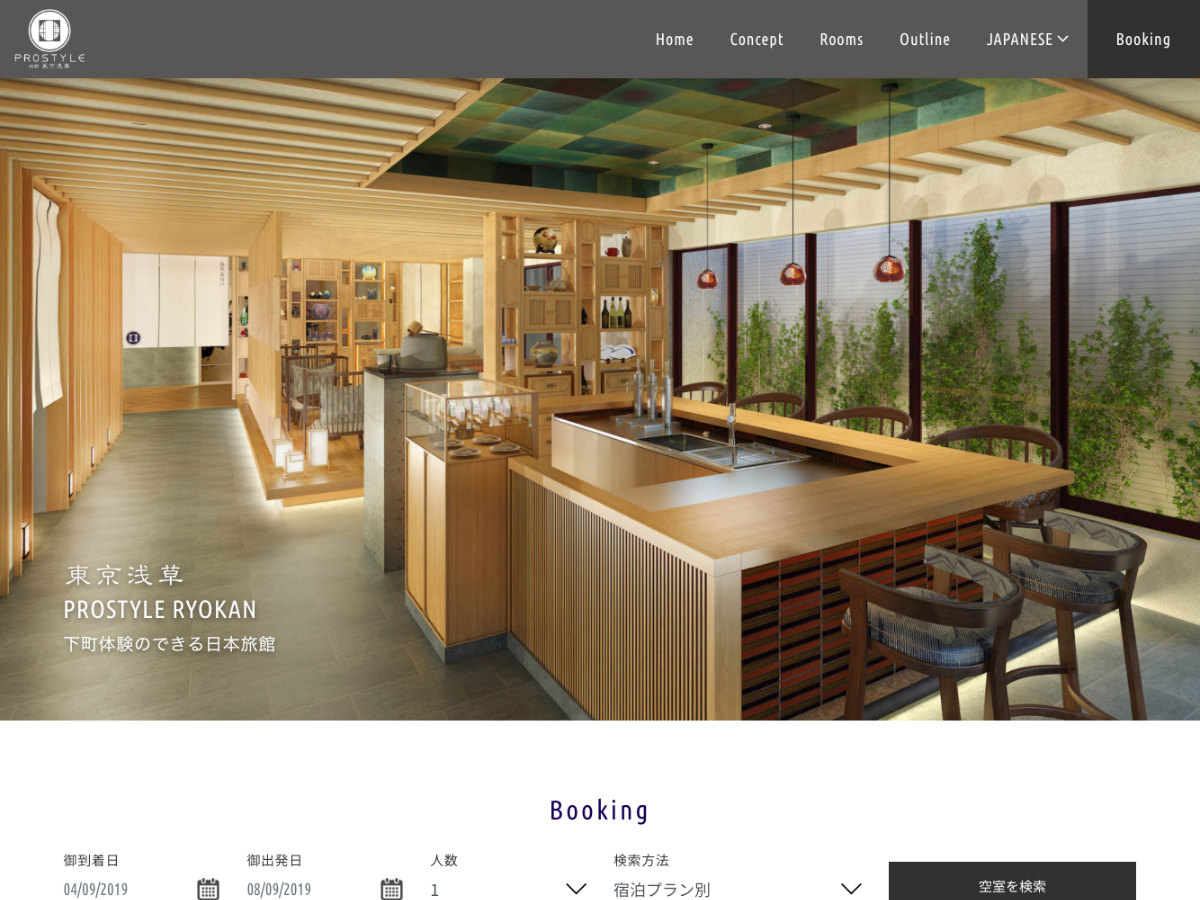 PROSTYLE
旅館 東京浅草
Home
Concept
Rooms
Outline
JAPANESE
Booking
東京浅草
PROSTYLE RYOKAN
下町体験のできる日本旅館
Booking
御到着日
御出発日
人数
検索方法
04/09/2019
08/09/2019
1
宿泊プラン別
空室を検索